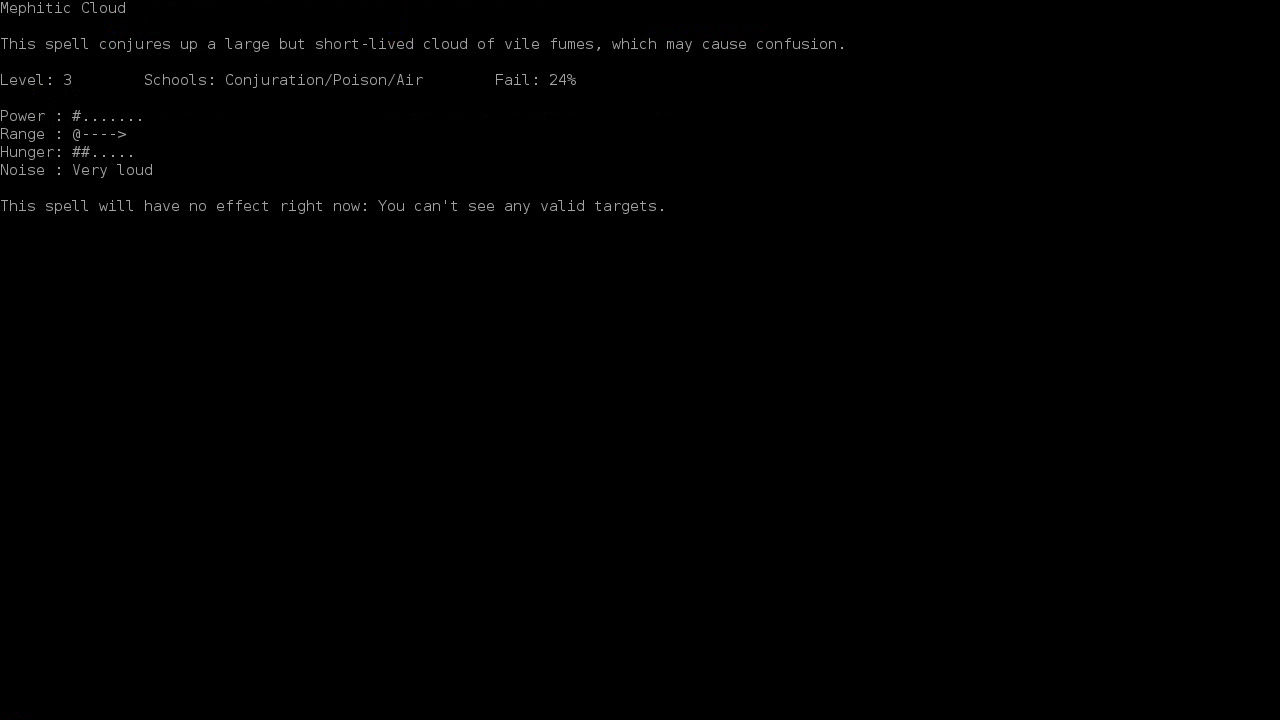 Mephitic Cloud
This spell conjures up a large but short-lived cloud of vile fumes, which may cause confusion.
Level: 3        Schools: Conjuration/Poison/Air        Fail: 24%
Power : #.......
Range : @---->
Hunger: ##.....
Noise : Very loud
This spell will have no effect right now: You can't see any valid targets.